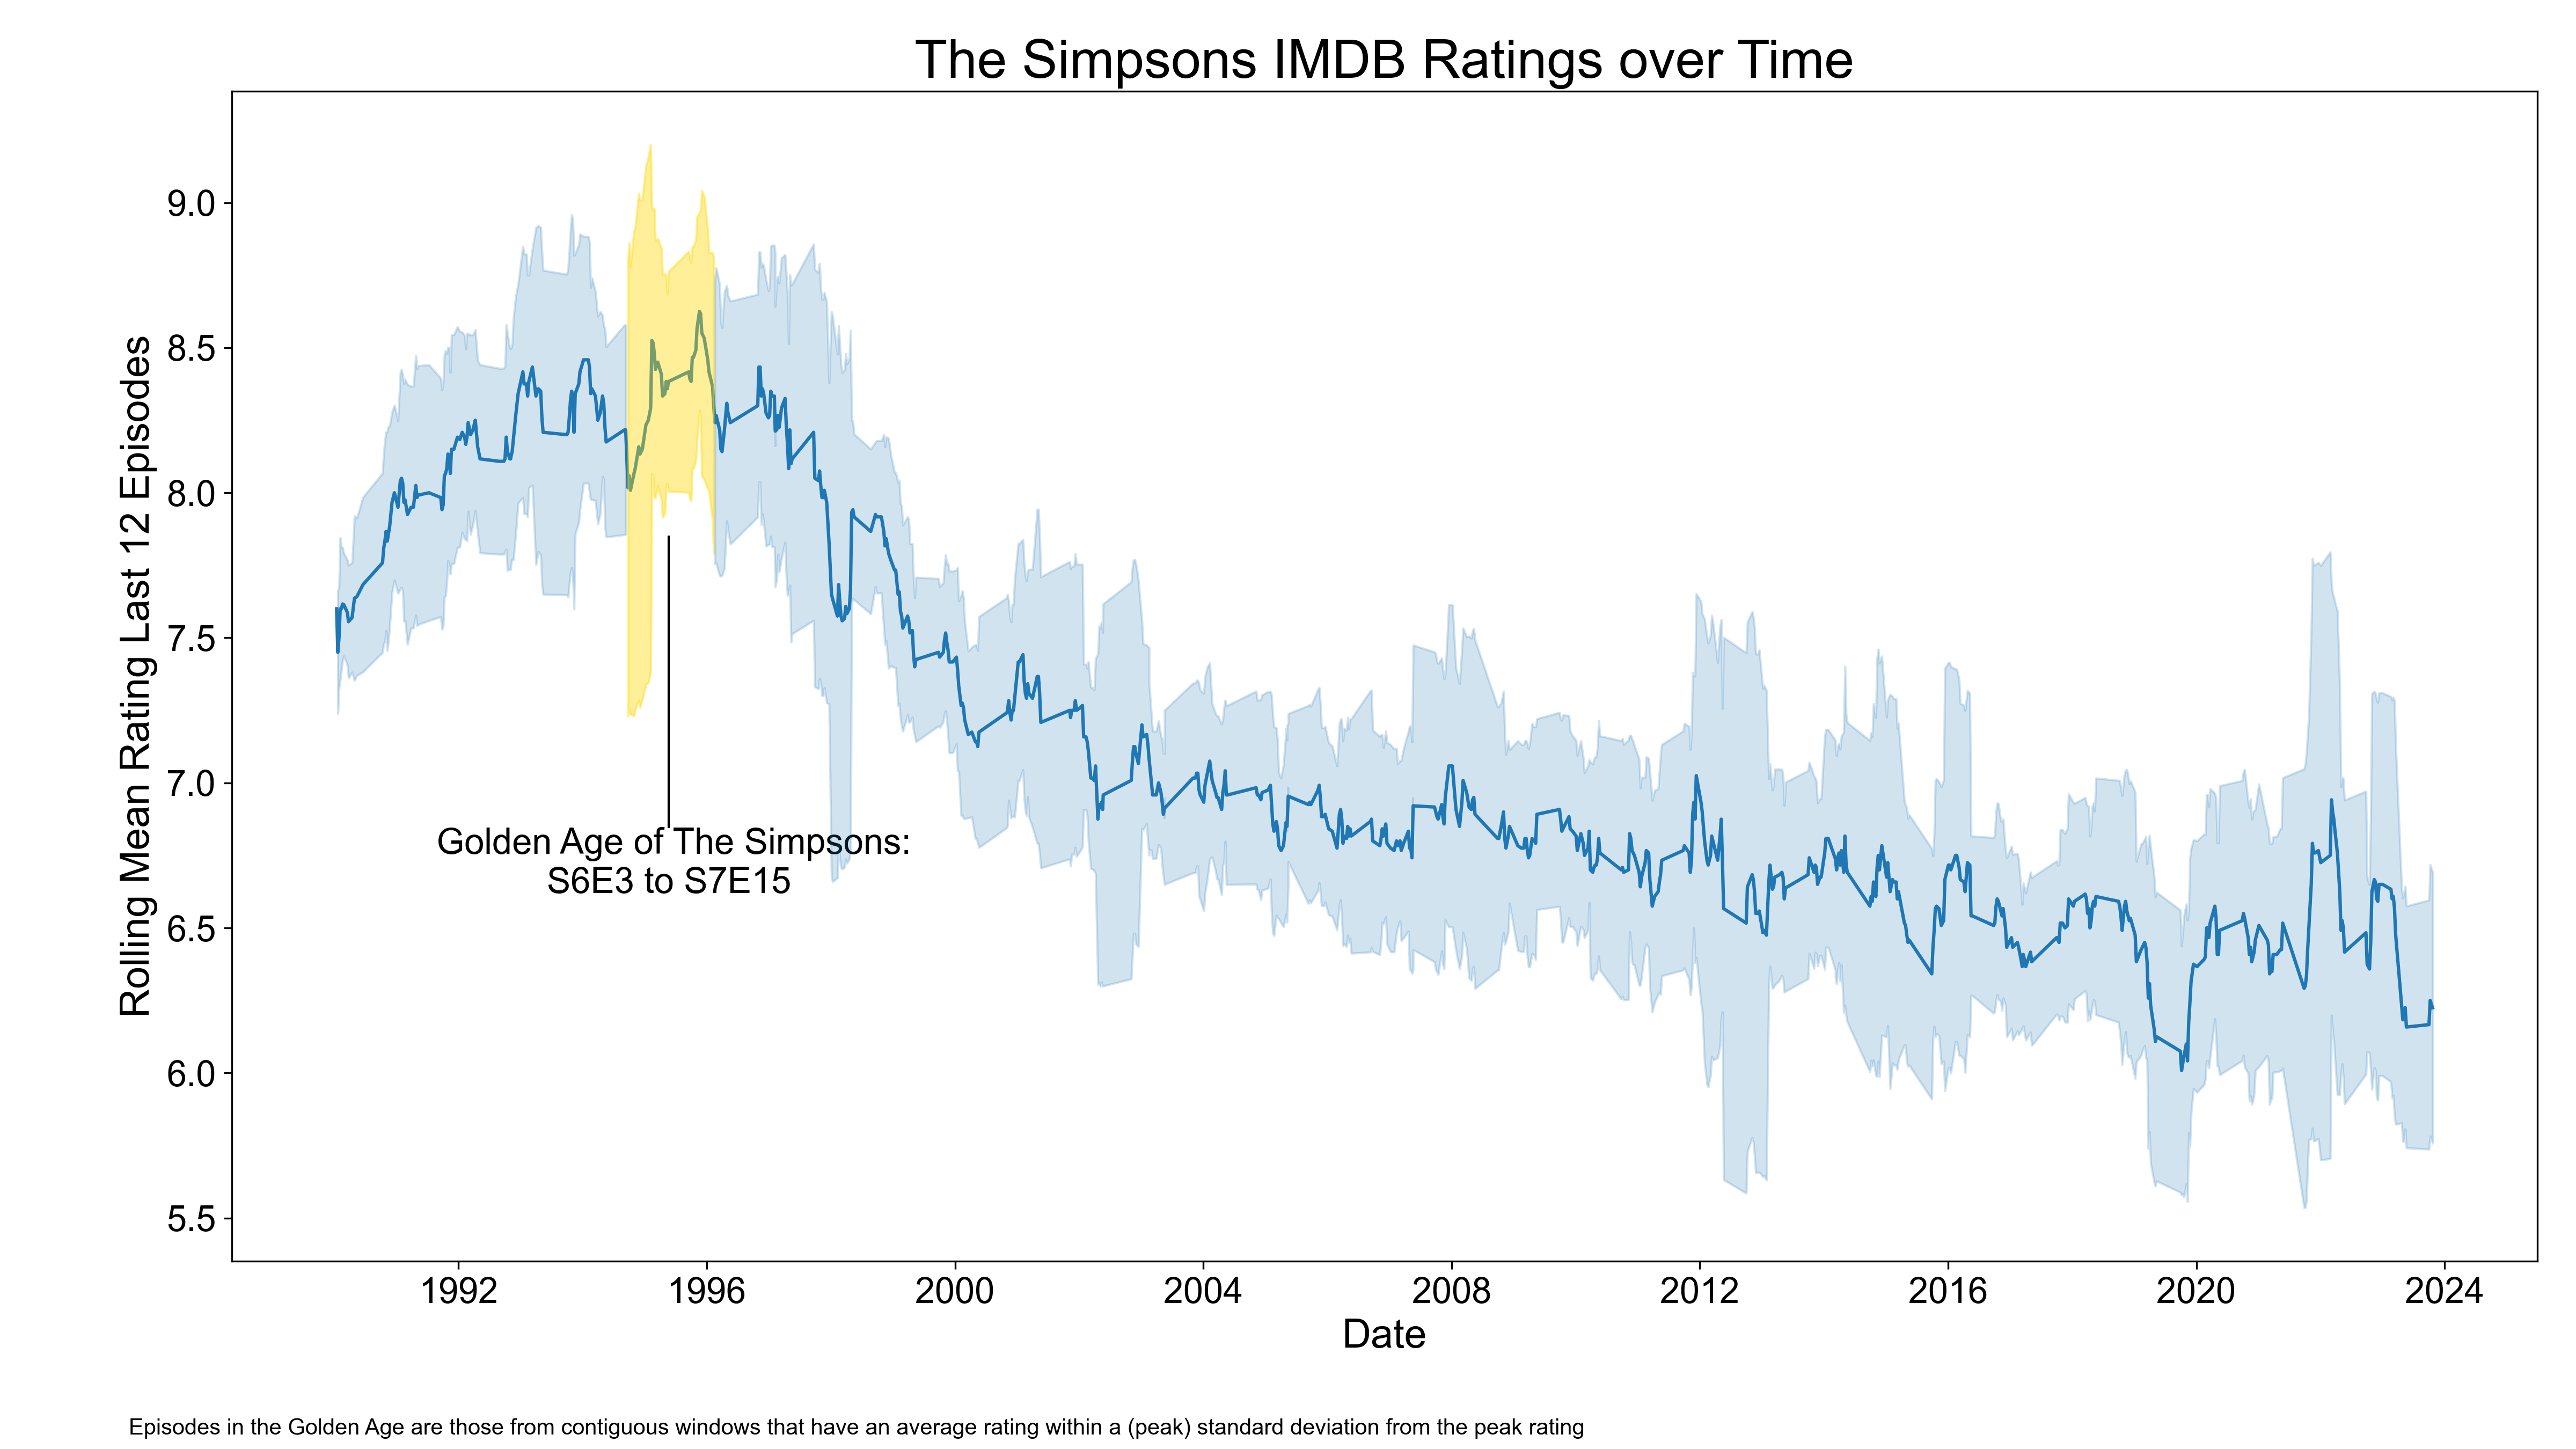 The Simpsons IMDB Ratings over Time
Rolling Mean Rating Last 12 Episodes
9.0
8.5
8.0
7.5
7.0
6.5
6.0
5.5
Golden Age of The Simpsons:
S6E3 to S7E15
1992 1996 2000 2004 2008 2012 2016 2020 2024
Date
Episodes in the Golden Age are those from contiguous windows that have an average rating within a (peak) standard deviation from the peak rating